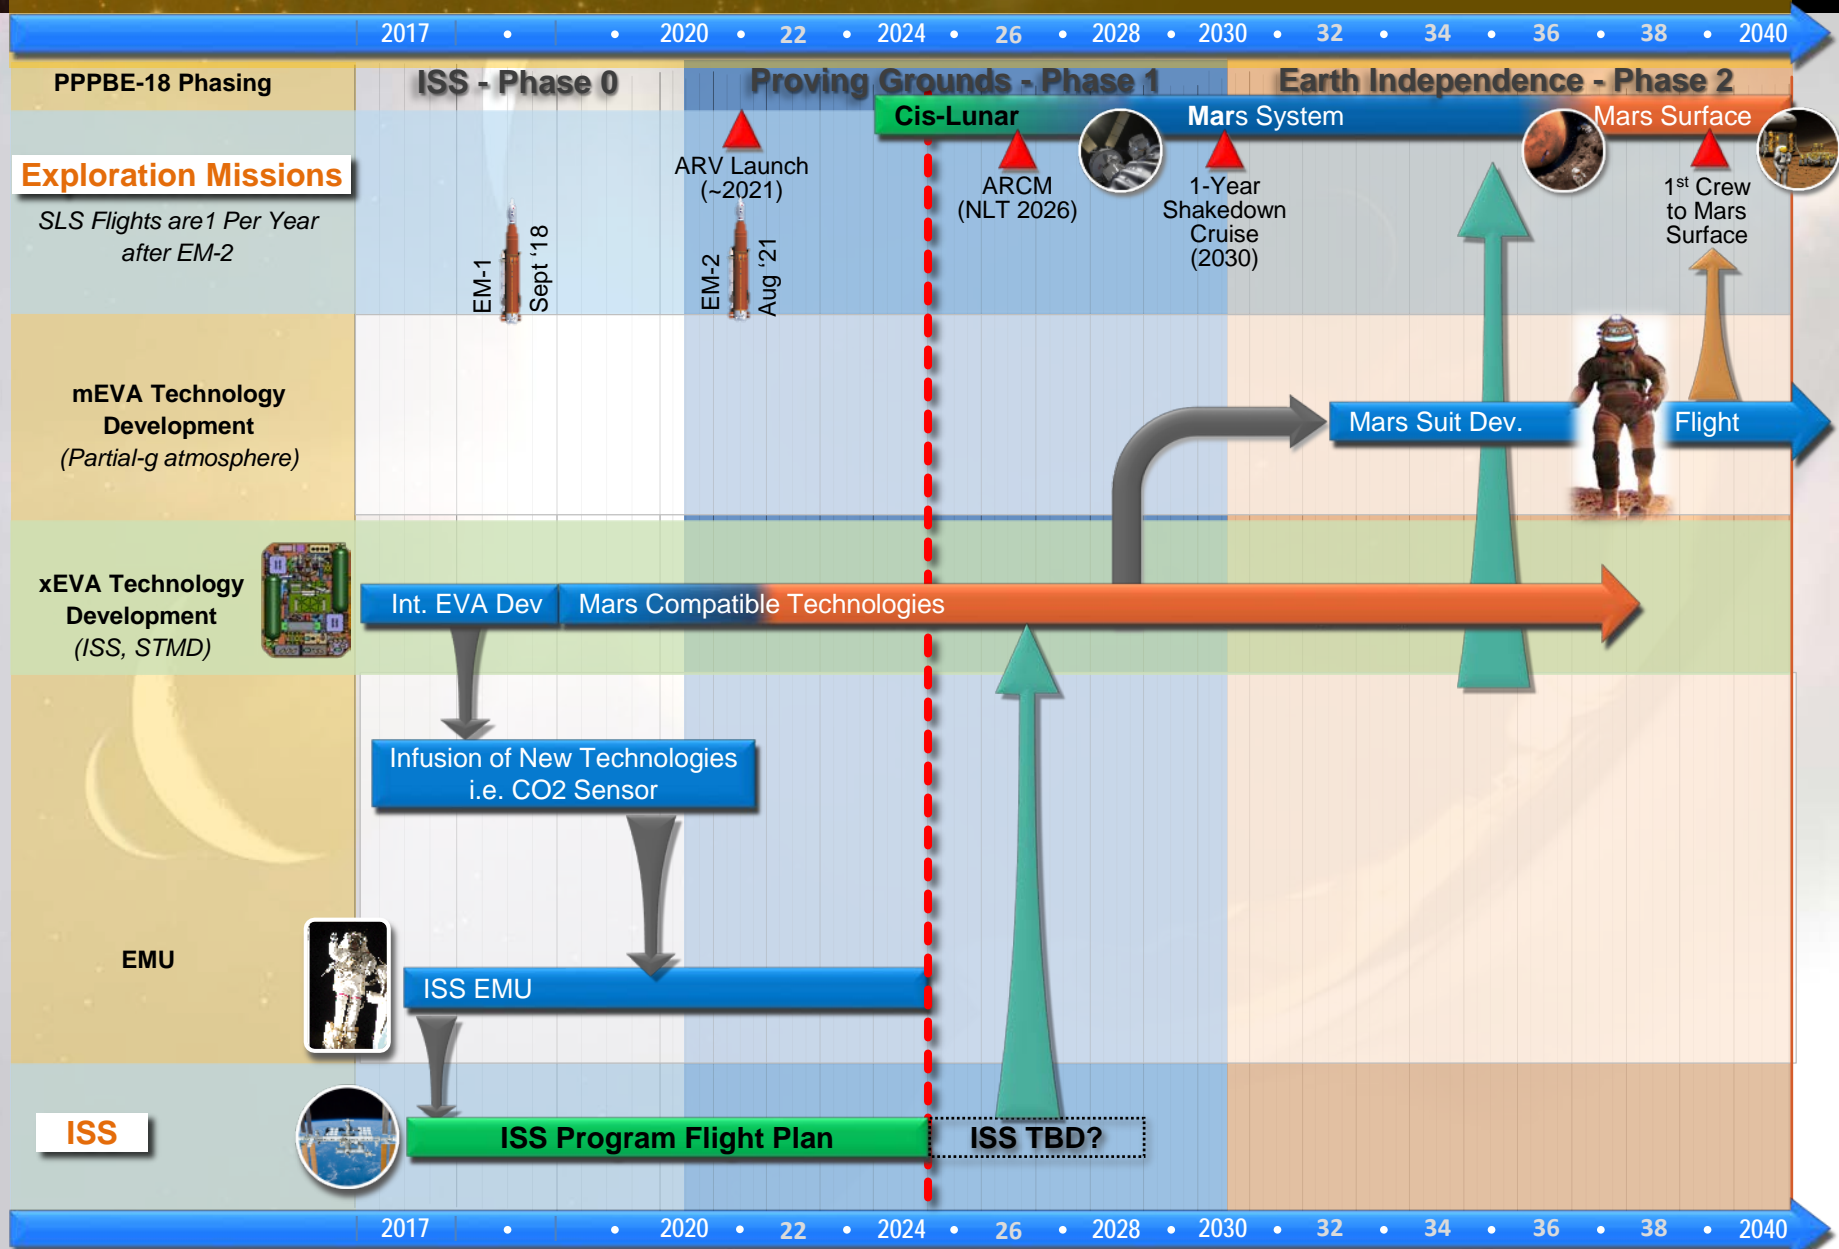 2017 • • 2020 • 22 • 2024 • 26 • 2028 • 2030 • 32 • 34 • 36 • 38 • 2040
PPPBE-18 Phasing
ISS - Phase 0
Proving Grounds - Phase 1
Earth Independence - Phase 2
Cis-Lunar
Mars System
Mars Surface
Exploration Missions
SLS Flights are1 Per Year
after EM-2
EM-1
Sept ‘18
ARV Launch
(~2021)
EM-2
Aug ‘21
ARCM
(NLT 2026)
1-Year
Shakedown
Cruise
(2030)
1st Crew
to Mars
Surface
mEVA Technology
Development
(Partial-g atmosphere)
Mars Suit Dev.
Flight
xEVA Technology
Development
(ISS, STMD)
Int. EVA Dev
Mars Compatible Technologies
Infusion of New Technologies
i.e. CO2 Sensor
EMU
ISS EMU
ISS
ISS Program Flight Plan
ISS TBD?
2017 • • 2020 • 22 • 2024 • 26 • 2028 • 2030 • 32 • 34 • 36 • 38 • 2040